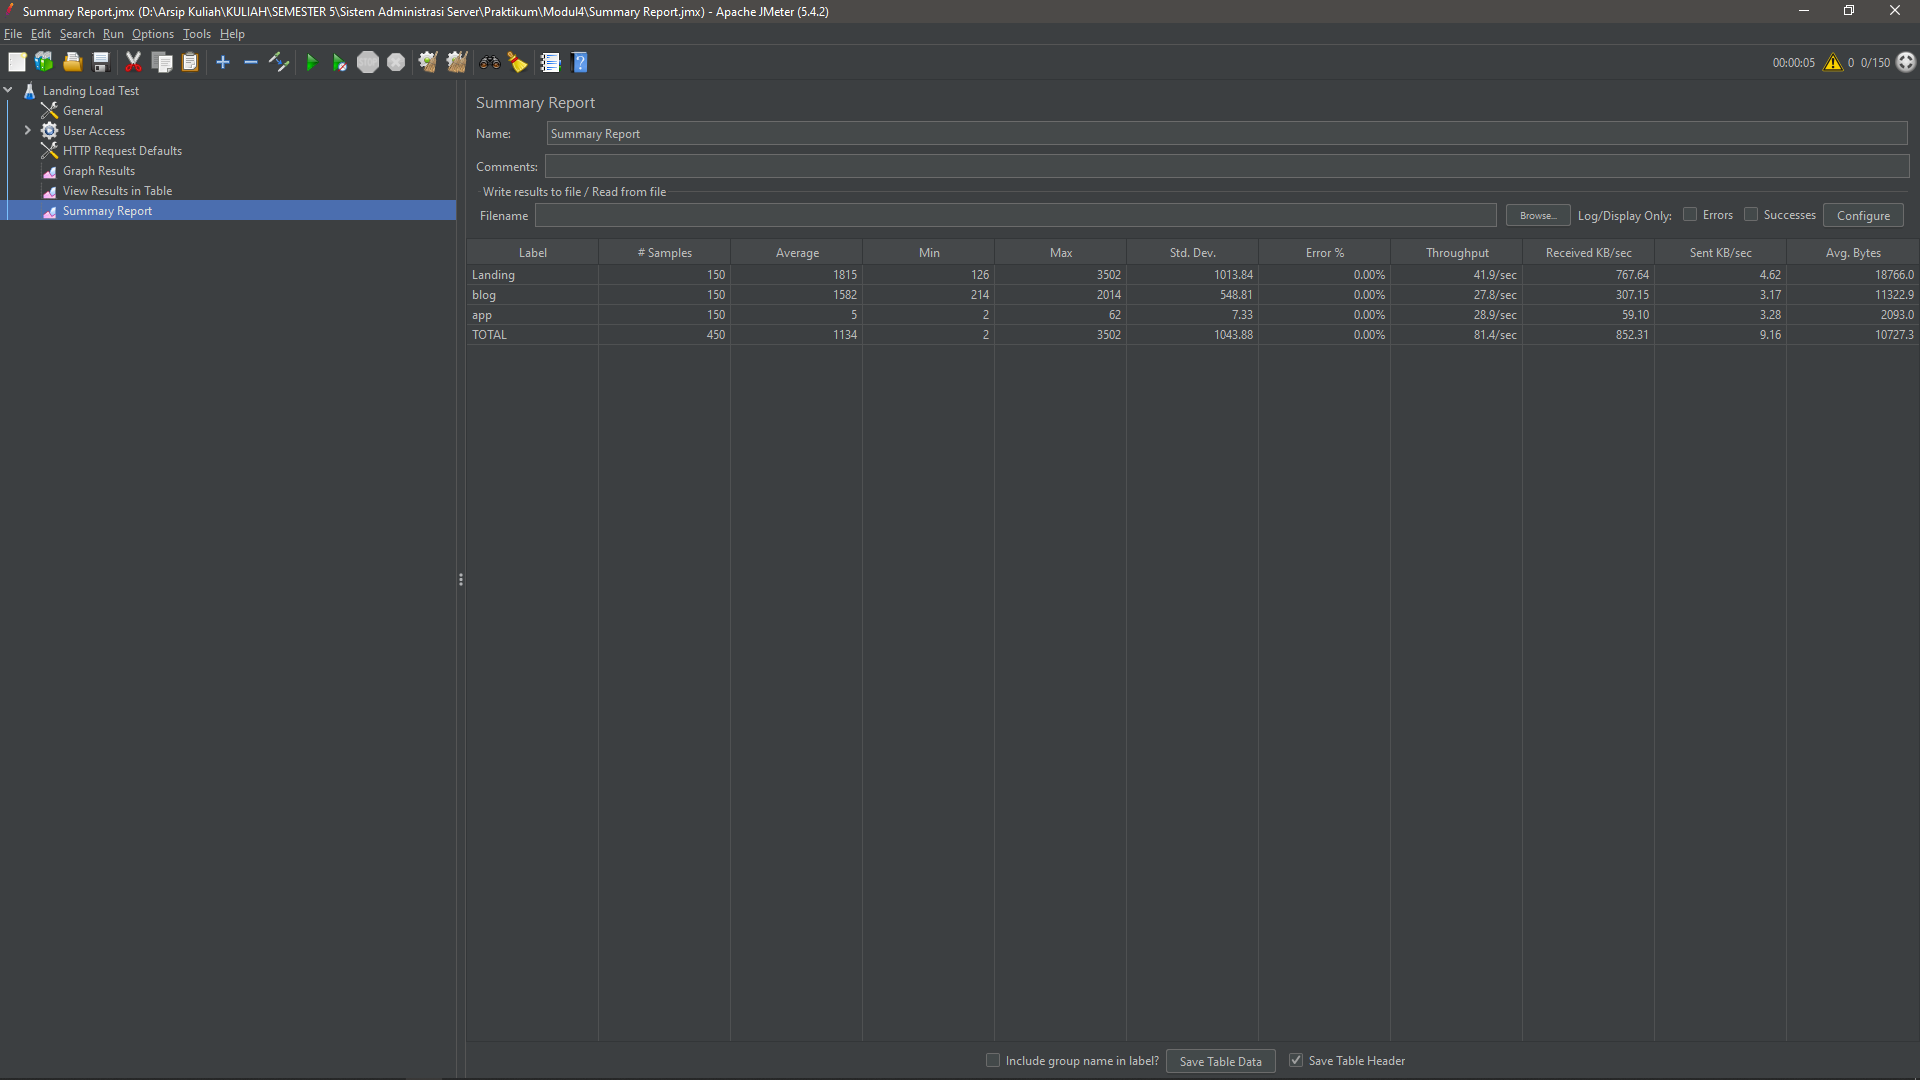 Summary Report.jmx (D:\Arsip Kuliah\KULIAH\SEMESTER 5\Sistem Administrasi Server\Praktikum\Modul4\Summary Report.jmx) - Apache JMeter (5.4.2)
File Edit Search Run Options Tools Help
00:00:05 0 0/150
Landing Load Test
General
User Access
HTTP Request Defaults
Graph Results
View Results in Table
Summary Report
Summary Report
Name: Summary Report
Comments:
Write results to file / Read from file
Filename Browse... Log/Display Only: Errors Successes Configure
Label # Samples Average Min Max Std. Dev. Error % Throughput Received KB/sec Sent KB/sec Avg. Bytes
Landing 150 1815 126 3502 1013.84 0.00% 41.9/sec 767.64 4.62 18766.0
blog 150 1582 214 2014 548.81 0.00% 27.8/sec 307.15 3.17 11322.9
app 150 5 2 62 7.33 0.00% 28.9/sec 59.10 3.28 2093.0
TOTAL 450 1134 2 3502 1043.88 0.00% 81.4/sec 852.31 9.16 10727.3
Include group name in label? Save Table Data Save Table Header